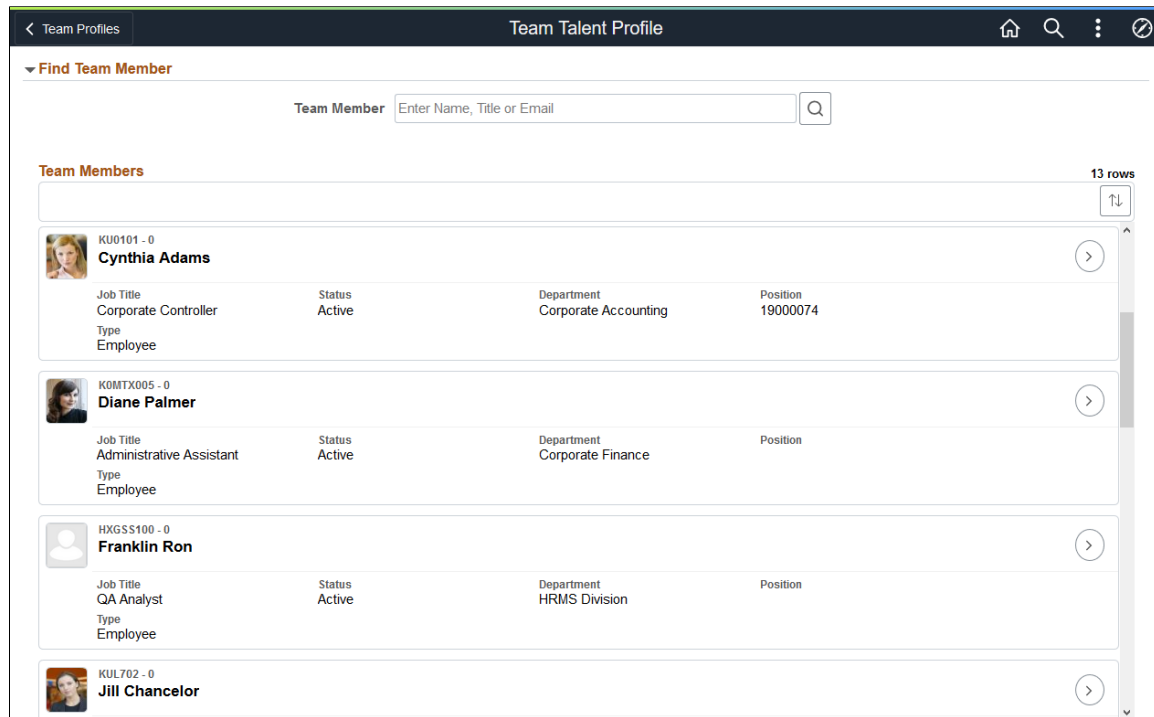 Team Profiles Team Talent Profile
Find Team Member
Team Member Enter Name, Title or Email
Team Members 13 rows
KU0101 - 0
Cynthia Adams
Job Title Status Department Position
Corporate Controller Active Corporate Accounting 19000074
Type
Employee
K0MTX005 - 0
Diane Palmer
Job Title Status Department Position
Administrative Assistant Active Corporate Finance
Type
Employee
HXGSS100 - 0
Franklin Ron
Job Title Status Department Position
QA Analyst Active HRMS Division
Type
Employee
KUL702 - 0
Jill Chancelor